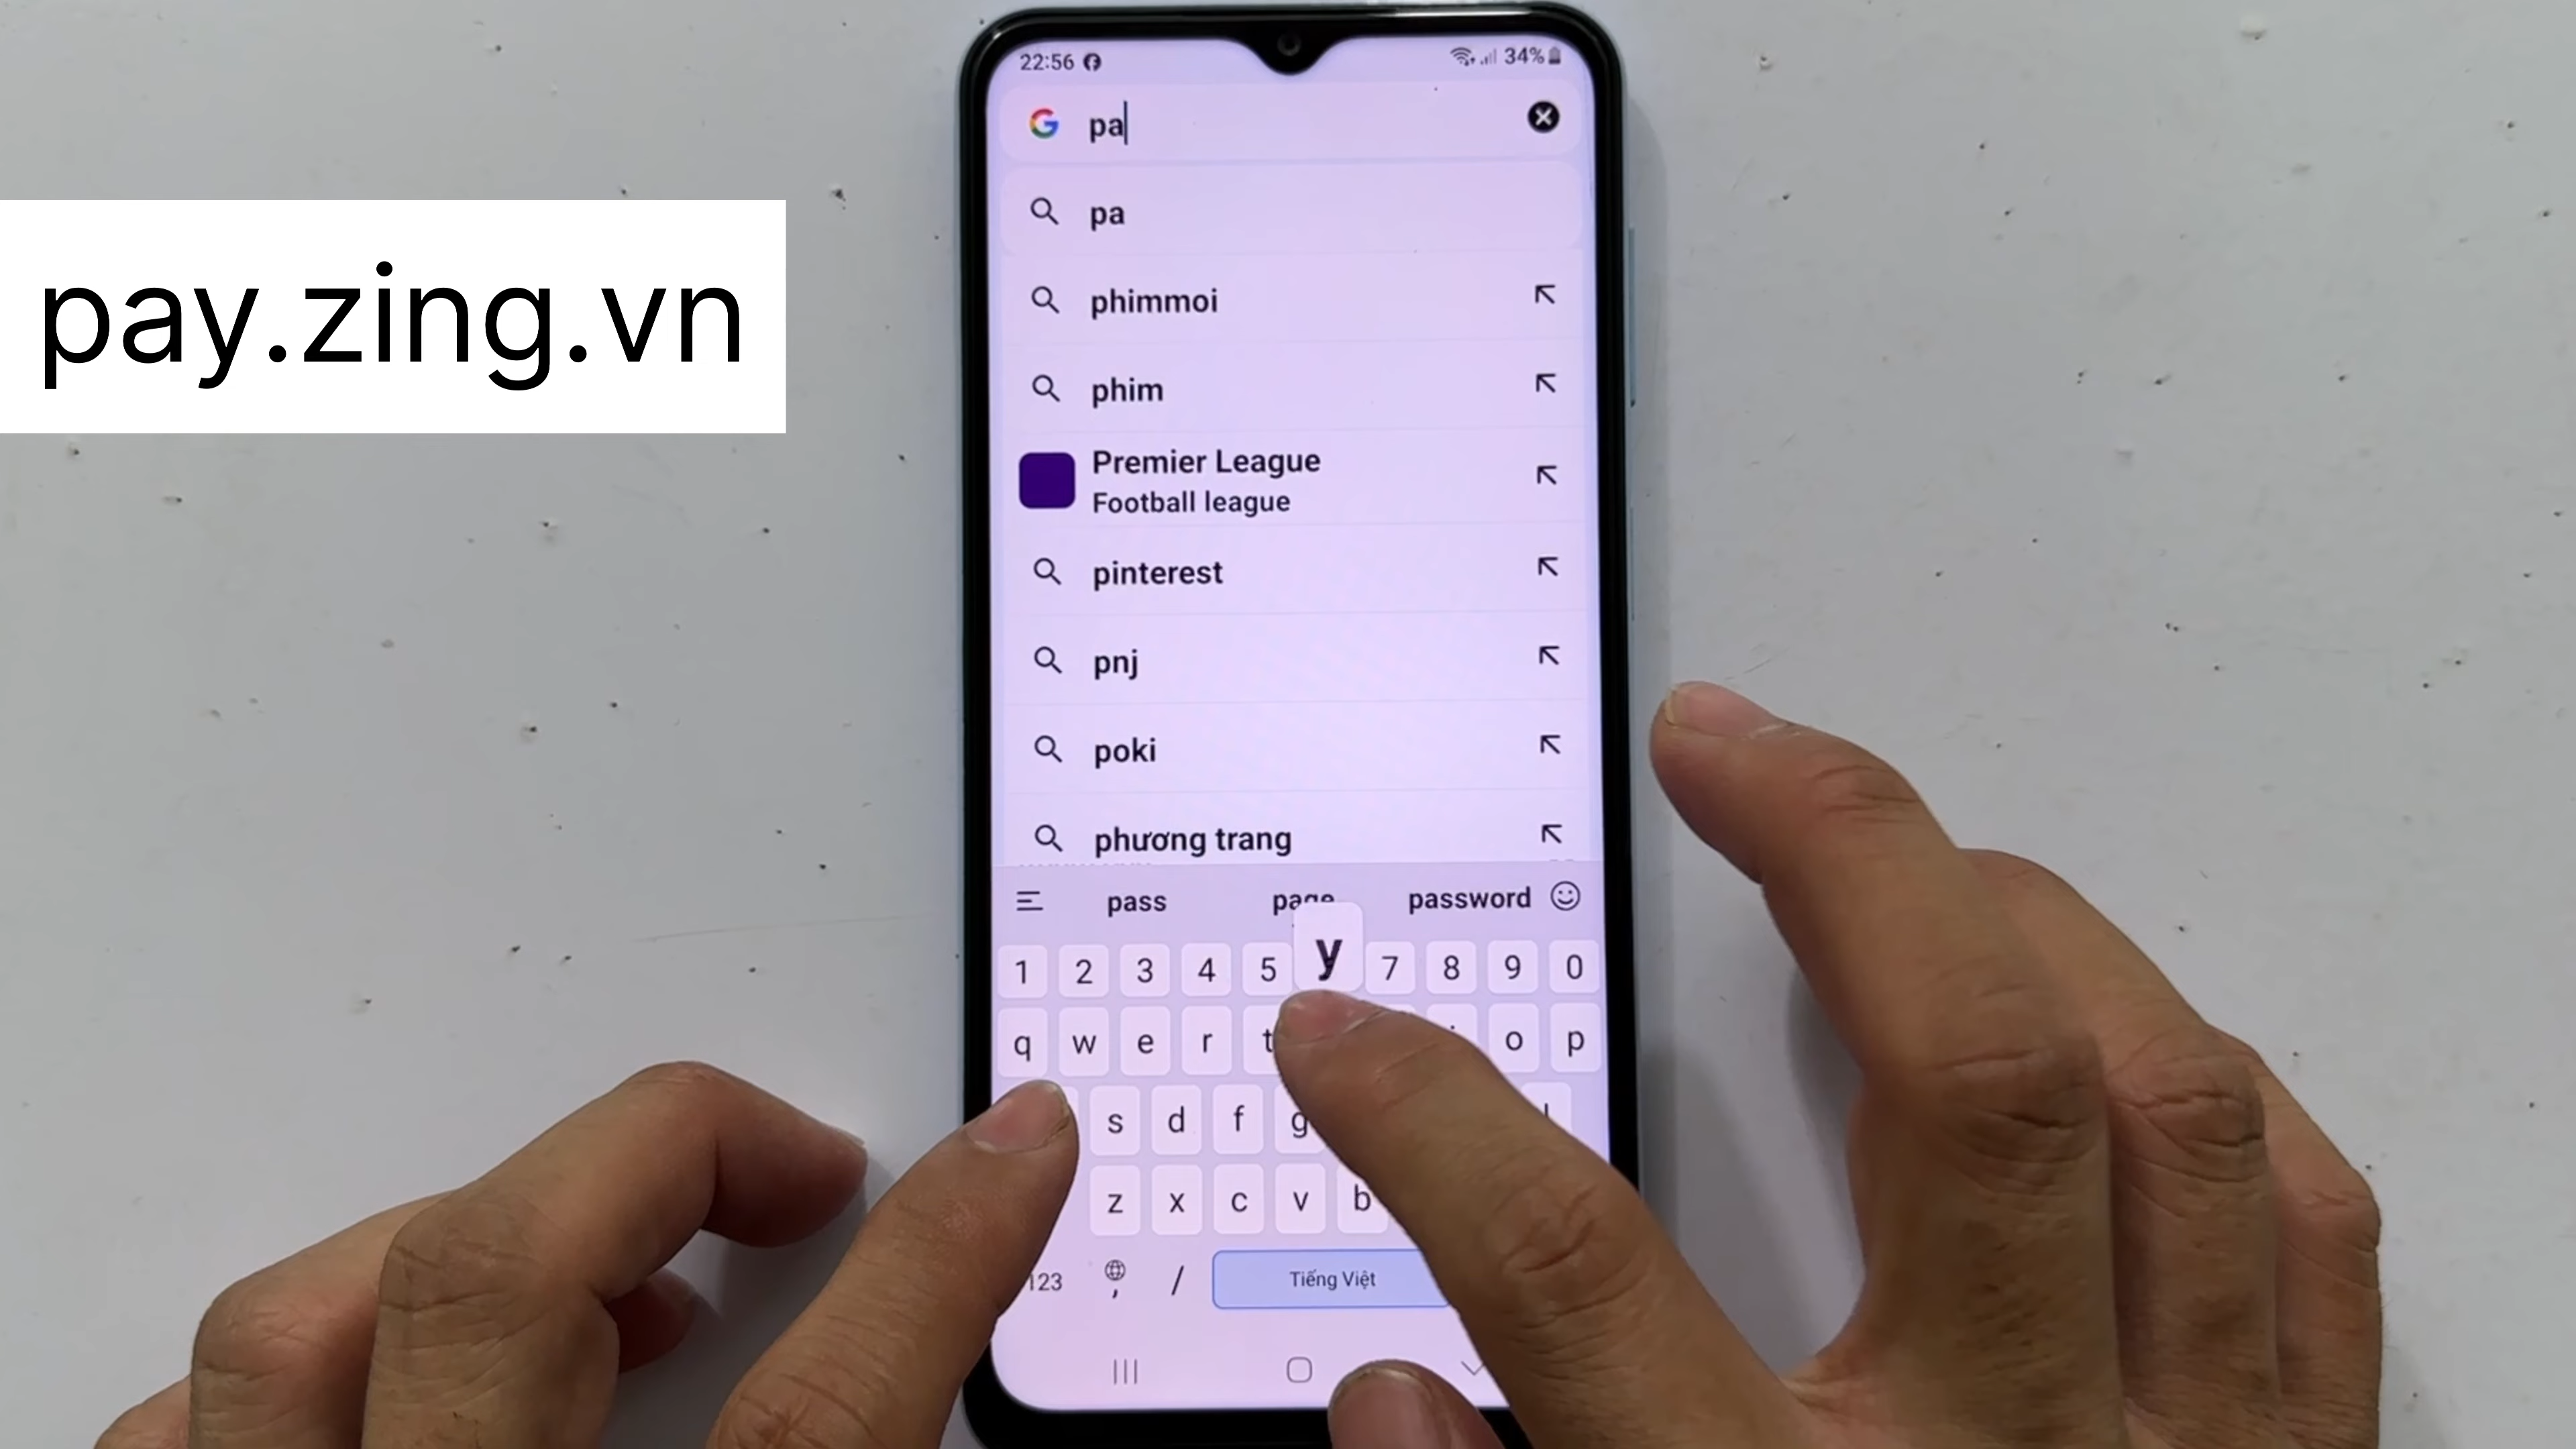 22:56
34%
pa
pay.zing.vn
pa
phimmoi
phim
Premier League
Football league
pinterest
pnj
poki
phương trang
pass
page
password
1 2 3 4 5 y 7 8 9 0
q w e r t o p
s d f g
z x c v b
123
,
/
Tiếng Việt